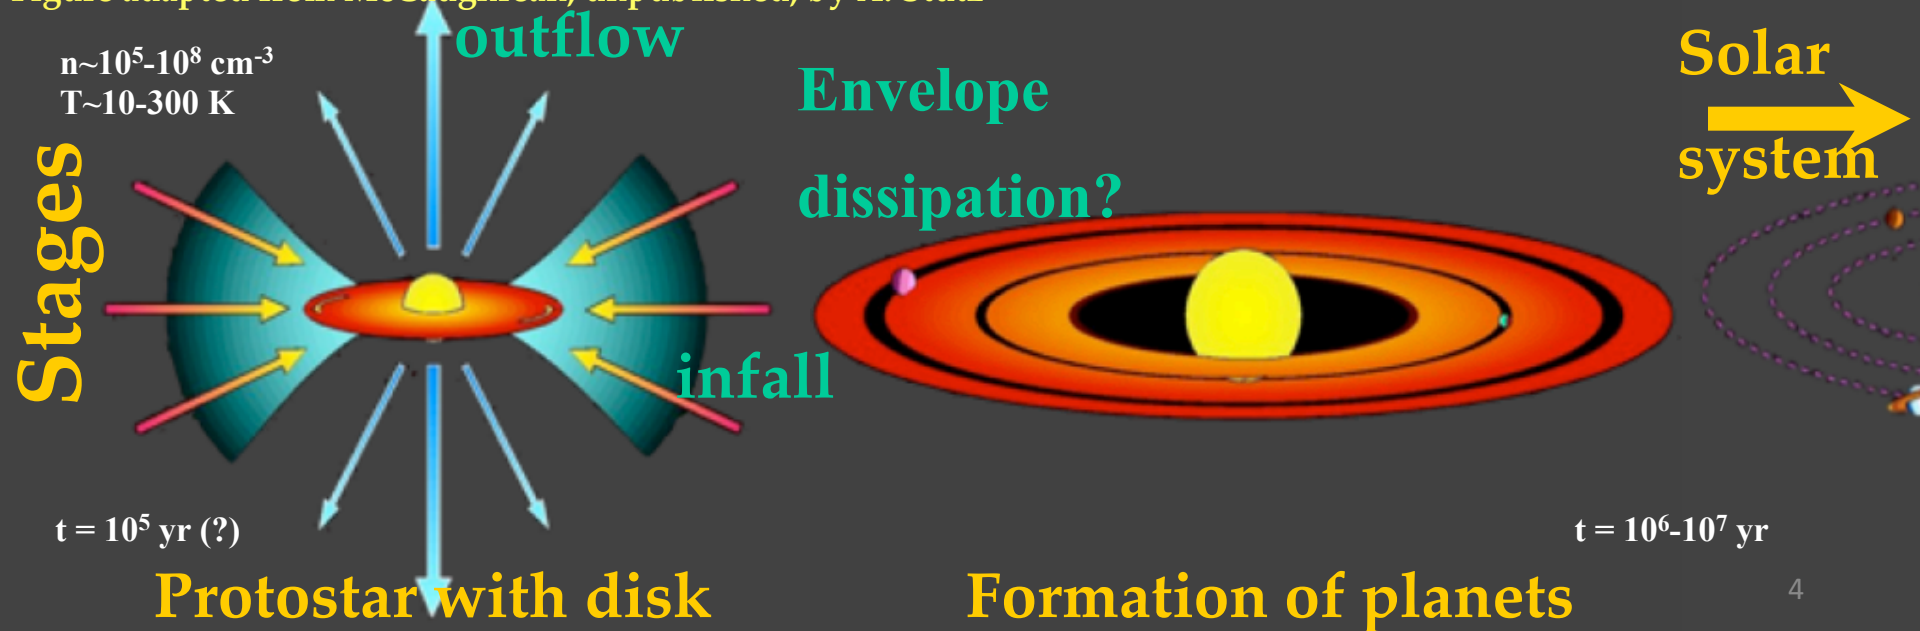 n~10⁵-10⁸ cm⁻³
T~10-300 K
outflow
Envelope
dissipation?
Solar
system
Stages
infall
t = 10⁵ yr (?)
t = 10⁶-10⁷ yr
Protostar with disk
Formation of planets
4